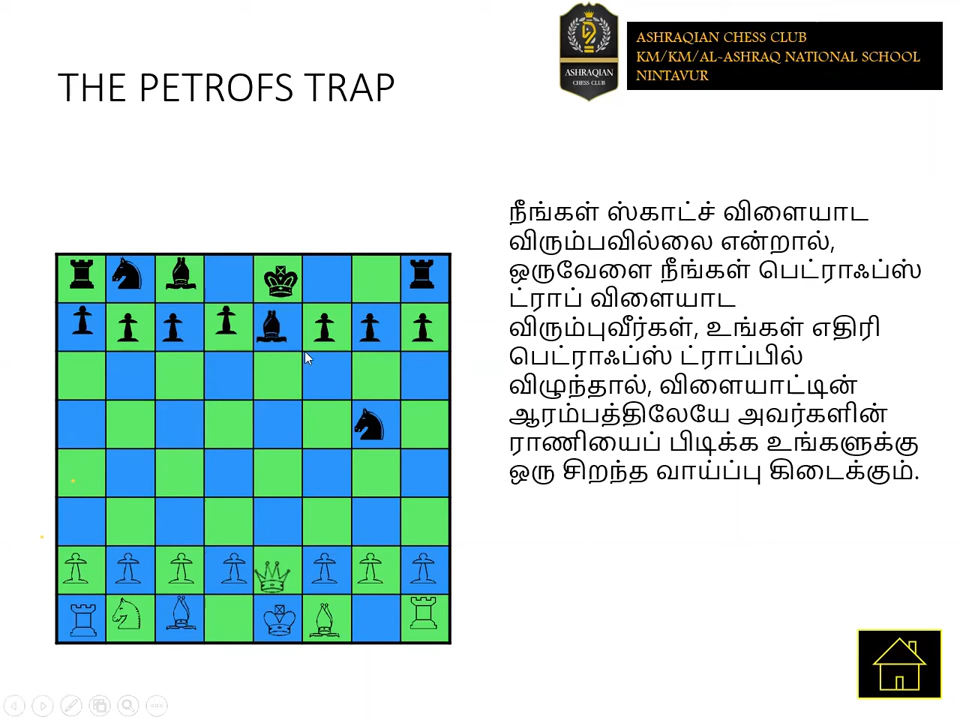 ASHRAQIAN CHESS CLUB
KM/KM/AL-ASHRAQ NATIONAL SCHOOL
NINTAVUR
ASHRAQIAN
CHESS CLUB
THE PETROFS TRAP
நீங்கள் ஸ்காட்ச் விளையாட
விரும்பவில்லை என்றால்,
ஒருவேளை நீங்கள் பெட்ராஃப்ஸ்
ட்ராப் விளையாட
விரும்புவீர்கள், உங்கள் எதிரி
பெட்ராஃப்ஸ் ட்ராப்பில்
விழுந்தால், விளையாட்டின்
ஆரம்பத்திலேயே அவர்களின்
ராணியைப் பிடிக்க உங்களுக்கு
ஒரு சிறந்த வாய்ப்பு கிடைக்கும்.